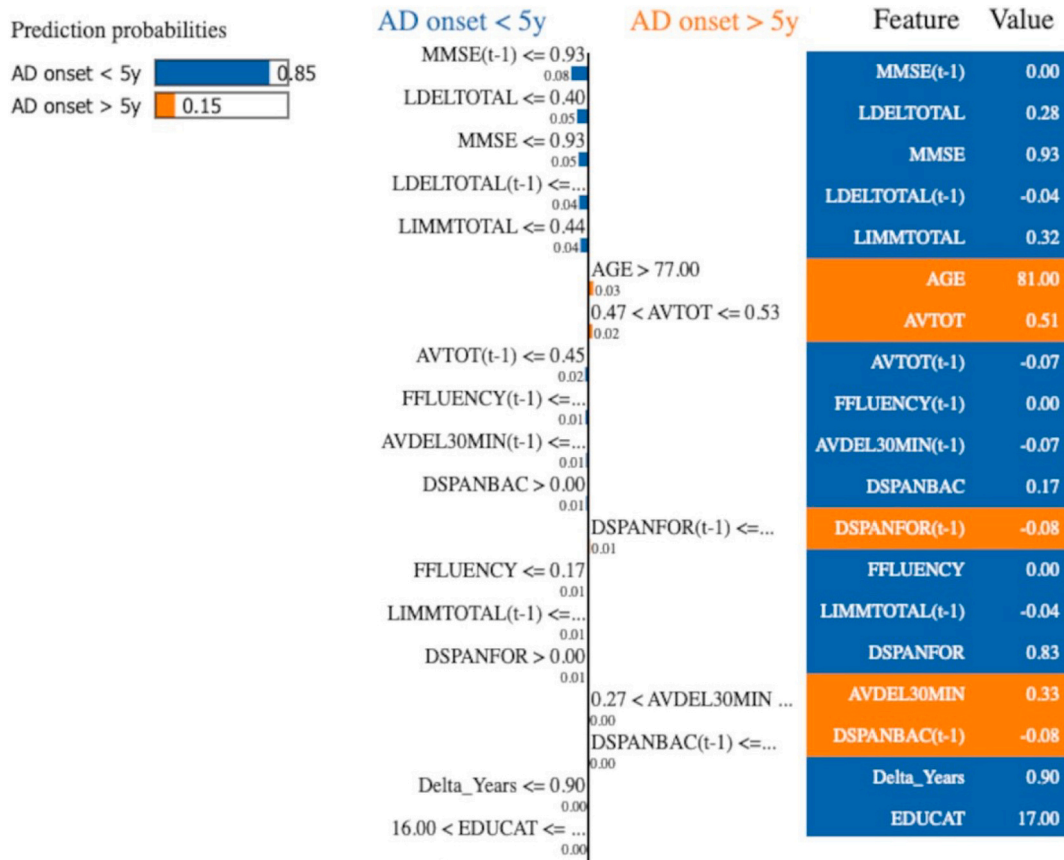 Prediction probabilities
AD onset < 5y 0.85
AD onset > 5y 0.15
AD onset < 5y
AD onset > 5y
MMSE(t-1) <= 0.93
0.08
LDELTOTAL <= 0.40
0.05
MMSE <= 0.93
0.05
LDELTOTAL(t-1) <=...
0.04
LIMMTOTAL <= 0.44
0.04
AGE > 77.00
0.03
0.47 < AVTOT <= 0.53
0.02
AVTOT(t-1) <= 0.45
0.02
FFLUENCY(t-1) <=...
0.01
AVDEL30MIN(t-1) <=...
0.01
DSPANBAC > 0.00
0.01
DSPANFOR(t-1) <=...
0.01
FFLUENCY <= 0.17
0.01
LIMMTOTAL(t-1) <=...
0.01
DSPANFOR > 0.00
0.01
0.27 < AVDEL30MIN ...
0.00
DSPANBAC(t-1) <=...
0.00
Delta_Years <= 0.90
0.00
16.00 < EDUCAT <= ...
0.00
Feature Value
MMSE(t-1) 0.00
LDELTOTAL 0.28
MMSE 0.93
LDELTOTAL(t-1) -0.04
LIMMTOTAL 0.32
AGE 81.00
AVTOT 0.51
AVTOT(t-1) -0.07
FFLUENCY(t-1) 0.00
AVDEL30MIN(t-1) -0.07
DSPANBAC 0.17
DSPANFOR(t-1) -0.08
FFLUENCY 0.00
LIMMTOTAL(t-1) -0.04
DSPANFOR 0.83
AVDEL30MIN 0.33
DSPANBAC(t-1) -0.08
Delta_Years 0.90
EDUCAT 17.00